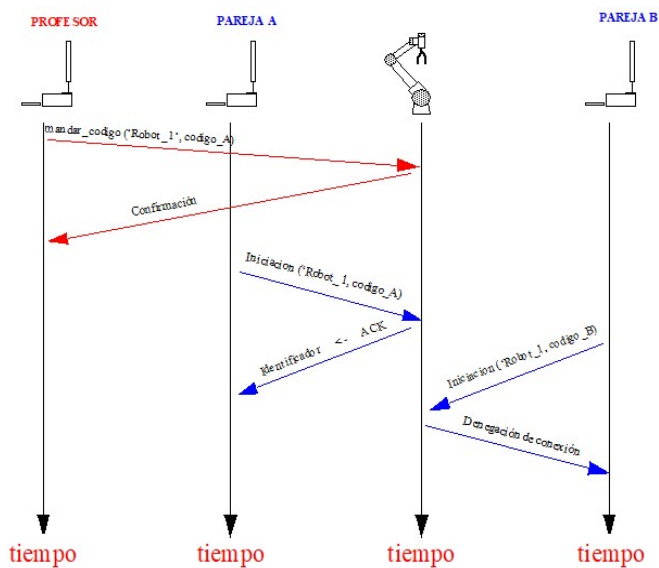 PROFESOR
PAREJA A
PAREJA B
mandar_codigo ("Robot_1", codigo_A)
Confirmación
Iniciacion ("Robot_1, codigo_A)
Identificador <- ACK
Iniciacion ("Robot_1, codigo_B)
Denegación de conexión
tiempo
tiempo
tiempo
tiempo